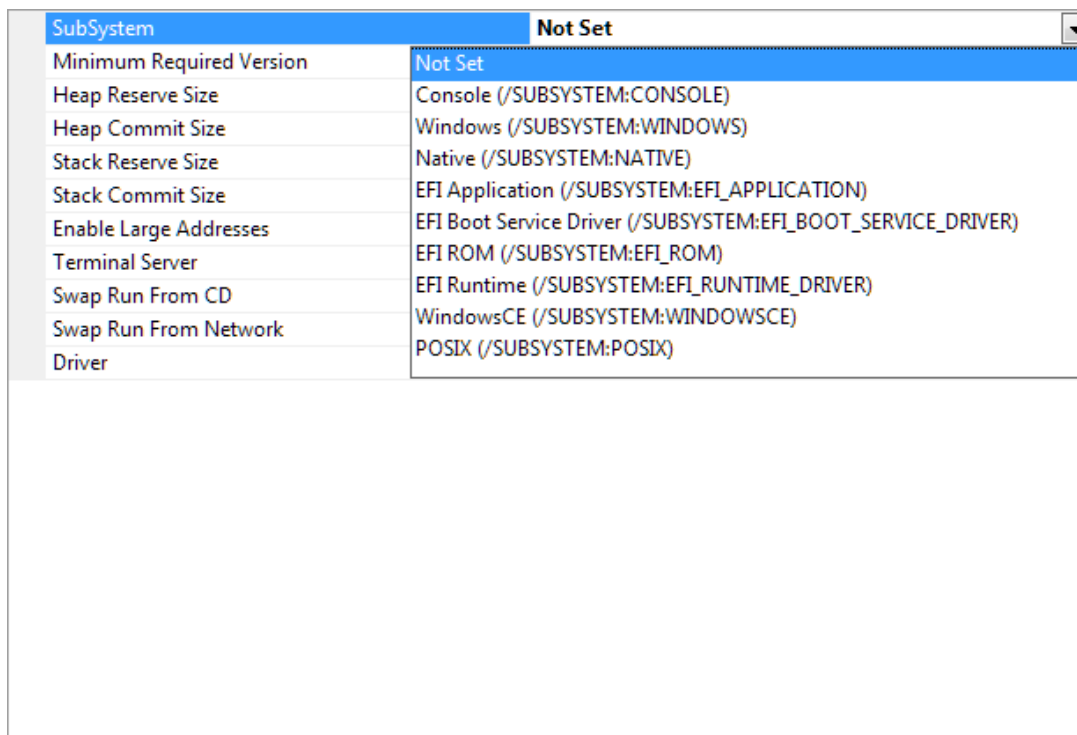 SubSystem Not Set
Minimum Required Version Not Set
Heap Reserve Size Console (/SUBSYSTEM:CONSOLE)
Heap Commit Size Windows (/SUBSYSTEM:WINDOWS)
Stack Reserve Size Native (/SUBSYSTEM:NATIVE)
Stack Commit Size EFI Application (/SUBSYSTEM:EFI_APPLICATION)
Enable Large Addresses EFI Boot Service Driver (/SUBSYSTEM:EFI_BOOT_SERVICE_DRIVER)
Terminal Server EFI ROM (/SUBSYSTEM:EFI_ROM)
Swap Run From CD EFI Runtime (/SUBSYSTEM:EFI_RUNTIME_DRIVER)
Swap Run From Network WindowsCE (/SUBSYSTEM:WINDOWSCE)
Driver POSIX (/SUBSYSTEM:POSIX)